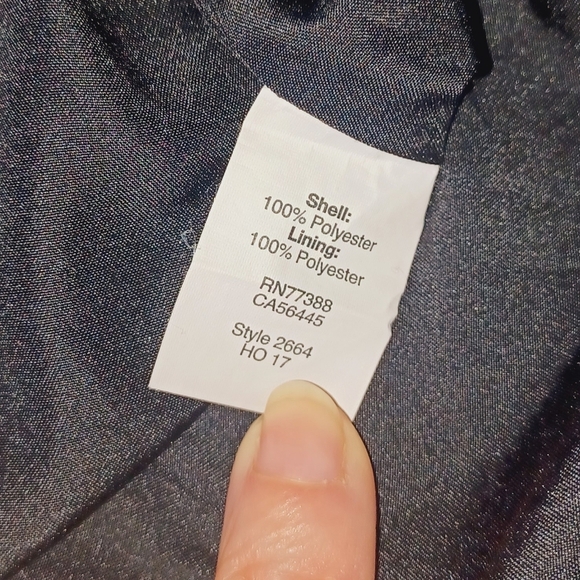 Shell:
100% Polyester
Lining:
100% Polyester
RN77388
CA56445
Style 2664
HO 17